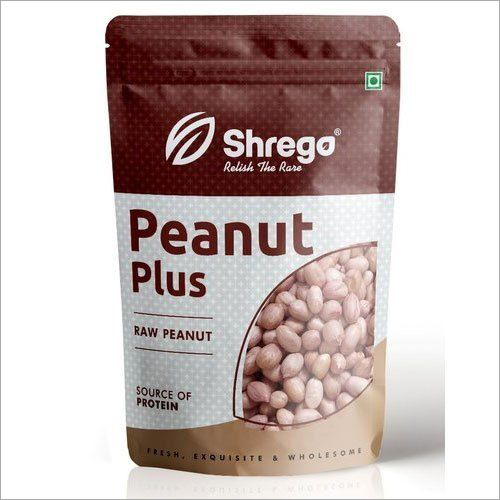 Shrego®
Relish The Rare
Peanut
Plus
RAW PEANUT
SOURCE OF
PROTEIN
FRESH, EXQUISITE & WHOLESOME